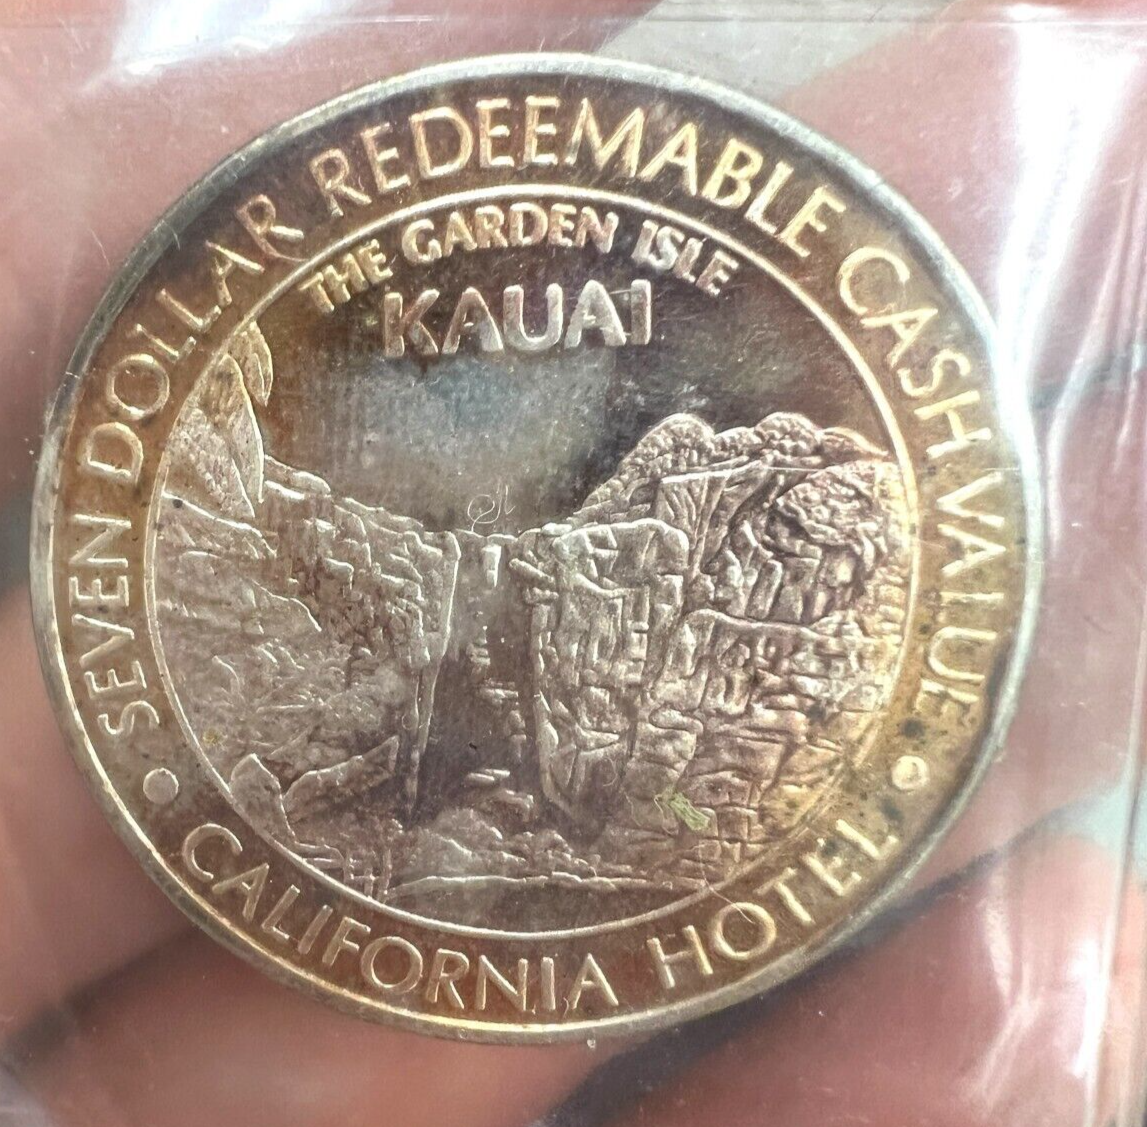 SEVEN DOLLAR REDEEMABLE CASH VALUE
THE GARDEN ISLE
KAUAI
CALIFORNIA HOTEL